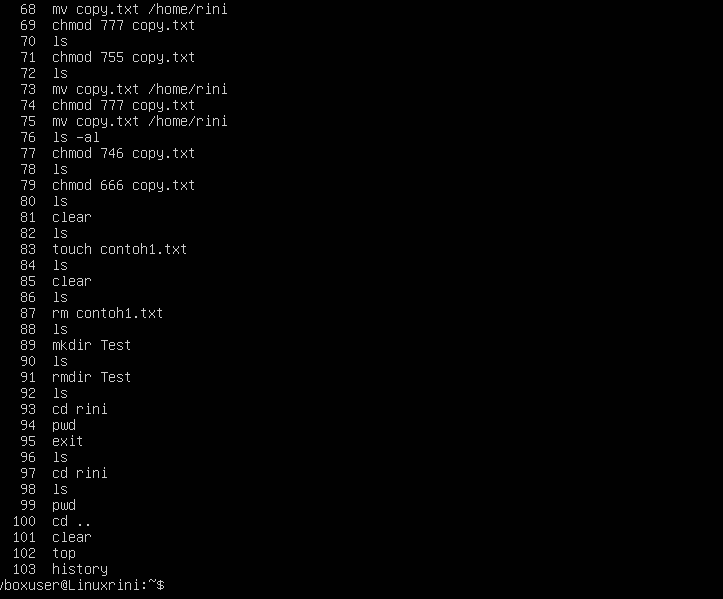 68 mv copy.txt /home/rini
69 chmod 777 copy.txt
70 ls
71 chmod 755 copy.txt
72 ls
73 mv copy.txt /home/rini
74 chmod 777 copy.txt
75 mv copy.txt /home/rini
76 ls -al
77 chmod 746 copy.txt
78 ls
79 chmod 666 copy.txt
80 ls
81 clear
82 ls
83 touch contoh1.txt
84 ls
85 clear
86 ls
87 rm contoh1.txt
88 ls
89 mkdir Test
90 ls
91 rmdir Test
92 ls
93 cd rini
94 pwd
95 exit
96 ls
97 cd rini
98 ls
99 pwd
100 cd ..
101 clear
102 top
103 history
vboxuser@Linuxrini:~$